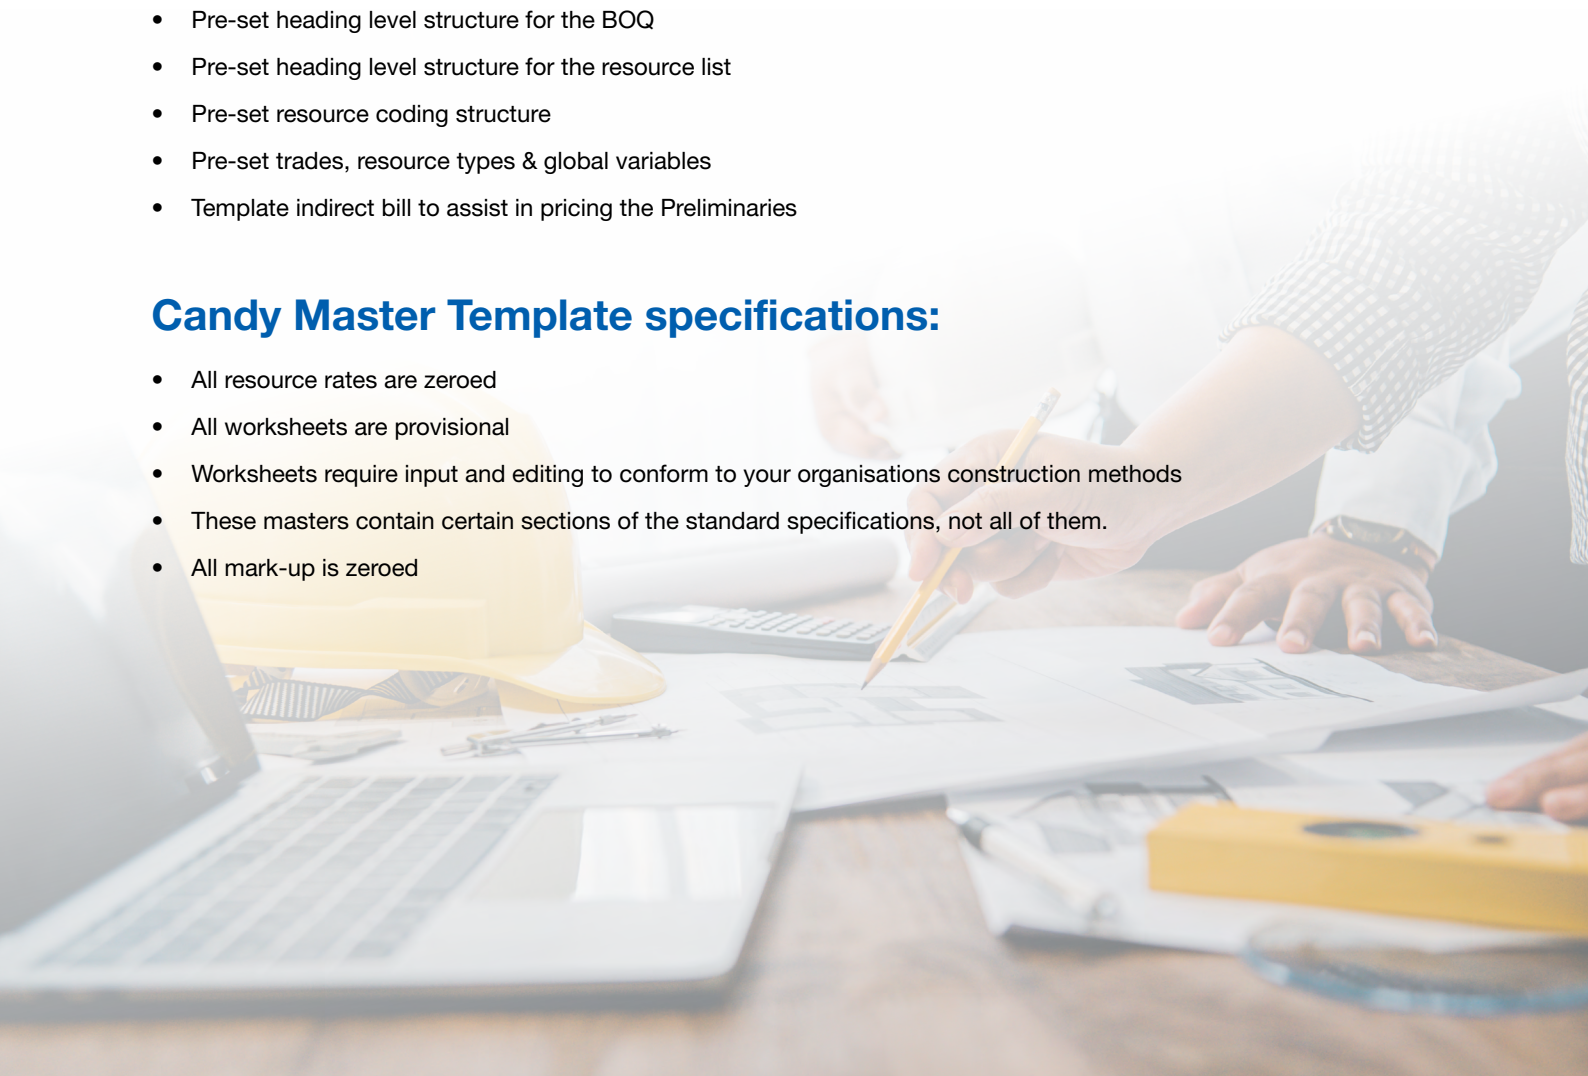 • Pre-set heading level structure for the BOQ
• Pre-set heading level structure for the resource list
• Pre-set resource coding structure
• Pre-set trades, resource types & global variables
• Template indirect bill to assist in pricing the Preliminaries
Candy Master Template specifications:
• All resource rates are zeroed
• All worksheets are provisional
• Worksheets require input and editing to conform to your organisations construction methods
• These masters contain certain sections of the standard specifications, not all of them.
• All mark-up is zeroed